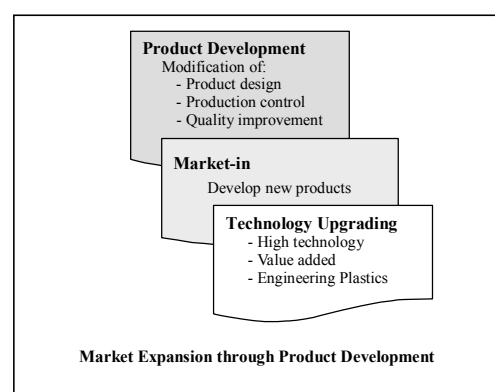 Product Development
Modification of:
- Product design
- Production control
- Quality improvement
Market-in
Develop new products
Technology Upgrading
- High technology
- Value added
- Engineering Plastics
Market Expansion through Product Development